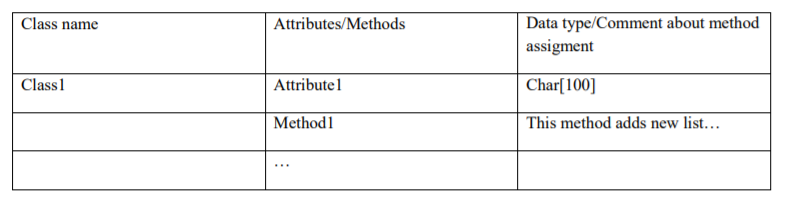 Class name
Attributes/Methods
Data type/Comment about method
assigment
Class1
Attribute1
Char[100]
Method1
This method adds new list…
…